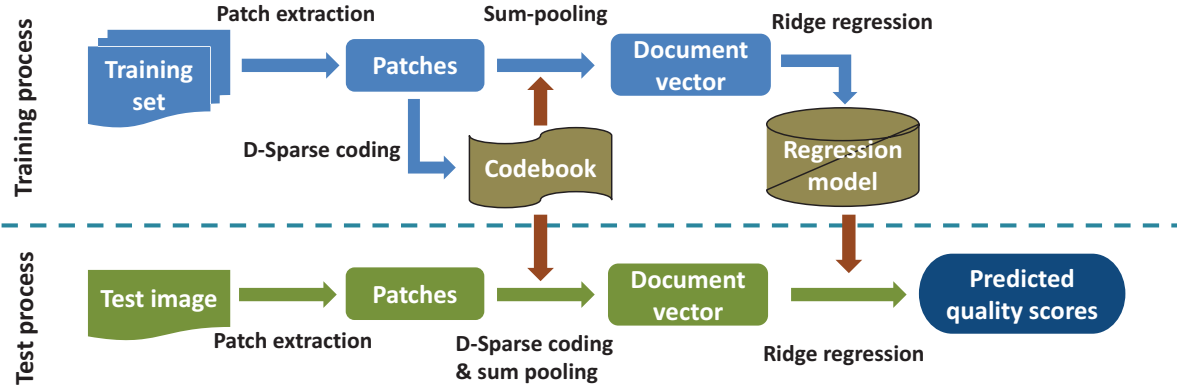 Training process
Patch extraction
Sum-pooling
Ridge regression
Training
set
Patches
Document
vector
D-Sparse coding
Codebook
Regression
model
Test process
Test image
Patches
Document
vector
Predicted
quality scores
Patch extraction
D-Sparse coding
& sum pooling
Ridge regression